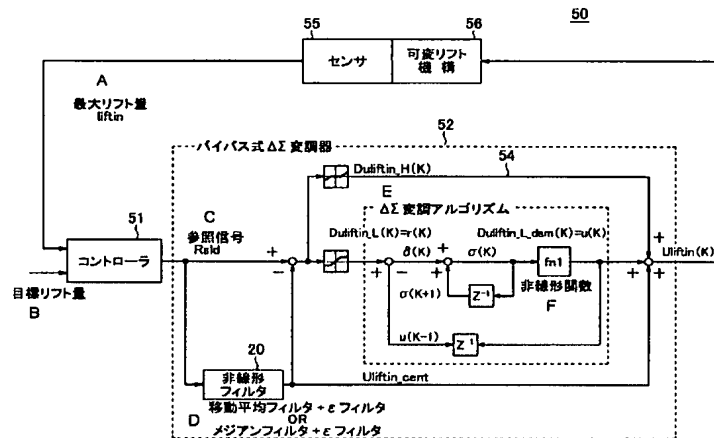 50
55
56
センサ
可変リフト
機 構
A
最大リフト量
liftin
52
バイパス式ΔΣ変調器
Duliftin_H(K)
54
E
ΔΣ変調アルゴリズム
51
C
参照信号
Rsld
コントローラ
目標リフト量
B
+
−
Duliftin_L(K)=r(K)
δ(K)
σ(K)
Duliftin_L_dsm(K)=u(K)
+
−
+
+
fn1
非線形関数
F
σ(K+1)
Z⁻¹
u(K-1)
Z⁻¹
+
+
+
Uliftin(K)
20
非線形
フィルタ
Uliftin_cent
D
移動平均フィルタ+εフィルタ
OR
メジアンフィルタ+εフィルタ